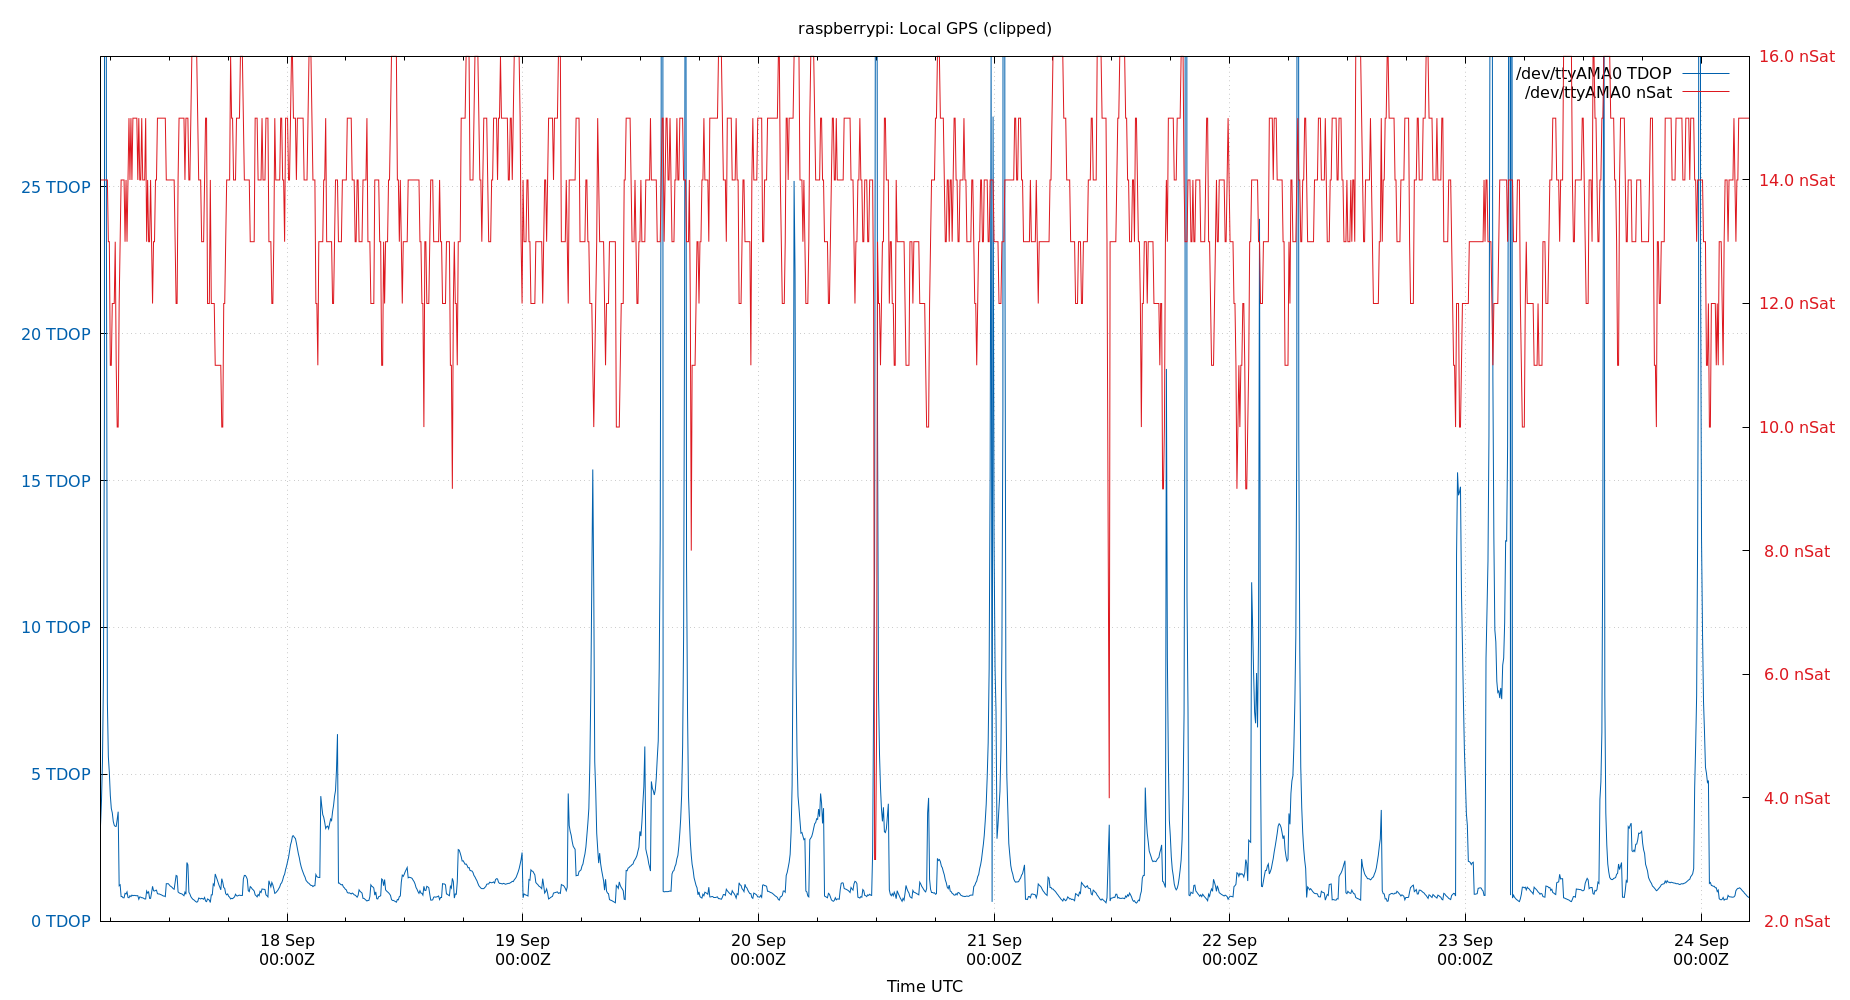 raspberrypi: Local GPS (clipped)
16.0 nSat
/dev/ttyAMA0 TDOP
/dev/ttyAMA0 nSat
25 TDOP
14.0 nSat
12.0 nSat
20 TDOP
10.0 nSat
15 TDOP
8.0 nSat
10 TDOP
6.0 nSat
5 TDOP
4.0 nSat
0 TDOP
2.0 nSat
18 Sep
00:00Z
19 Sep
00:00Z
20 Sep
00:00Z
21 Sep
00:00Z
22 Sep
00:00Z
23 Sep
00:00Z
24 Sep
00:00Z
Time UTC